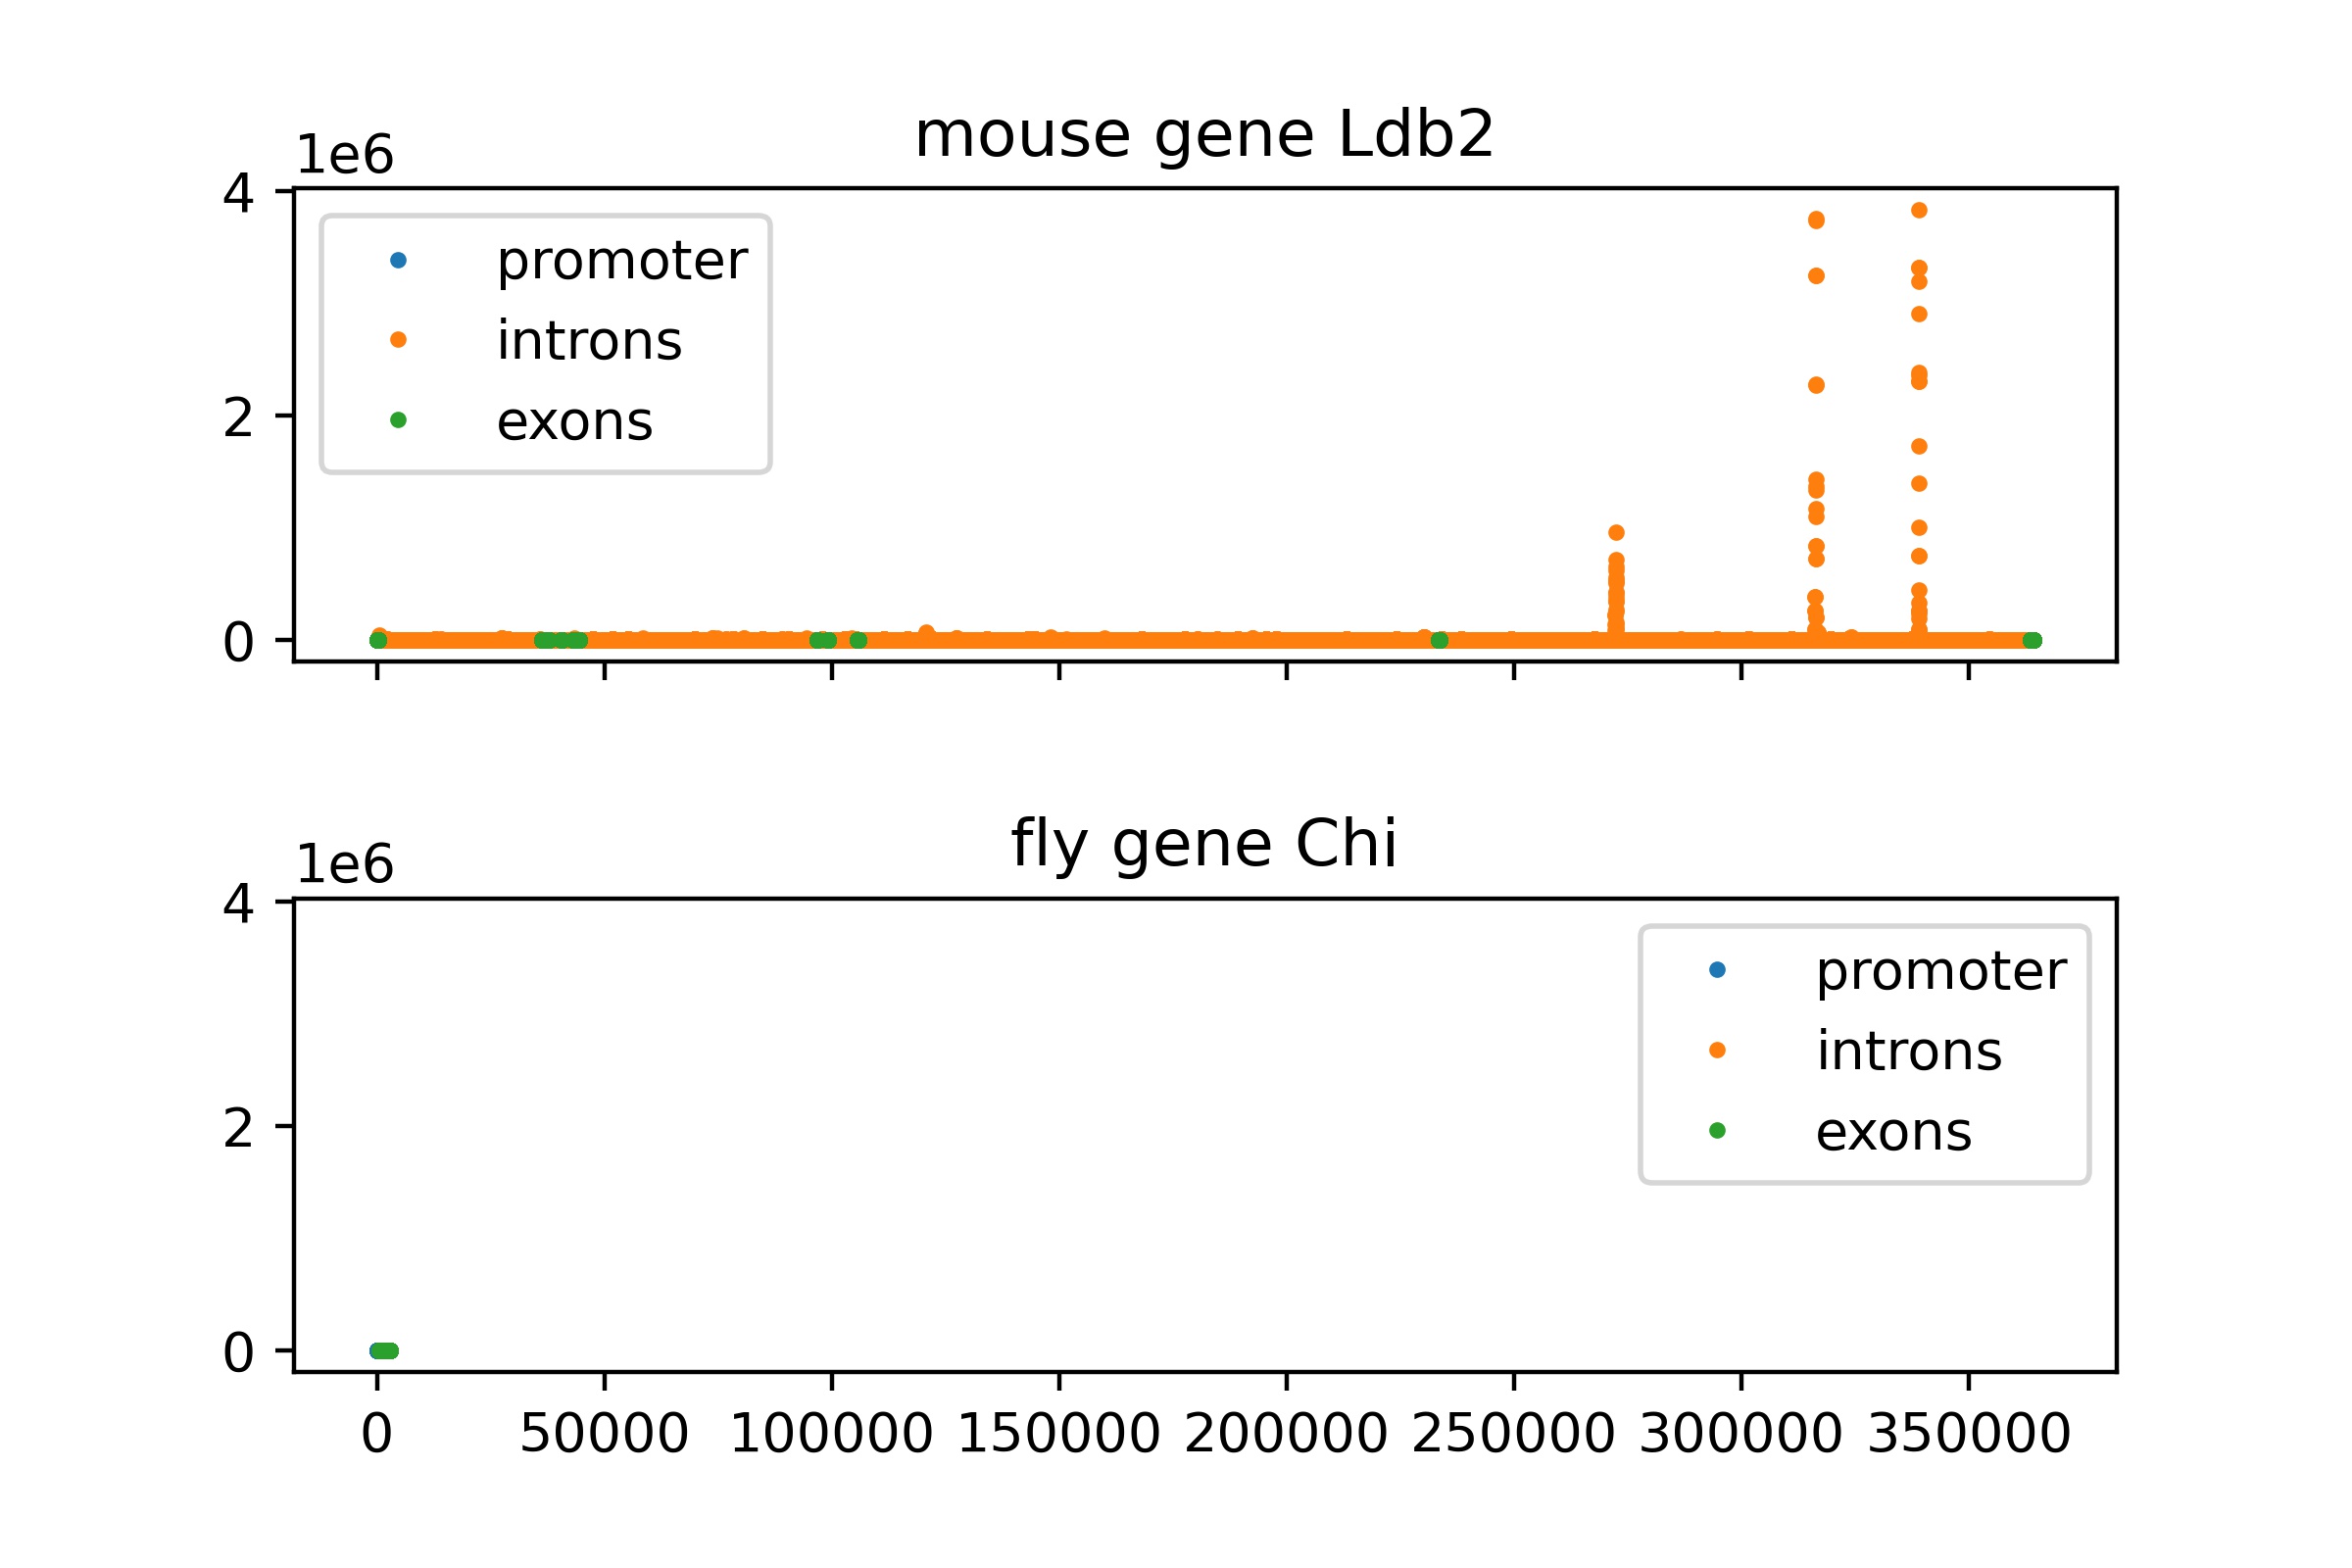 mouse gene Ldb2
1e6
4
2
0
promoter
introns
exons
fly gene Chi
1e6
4
2
0
promoter
introns
exons
0 50000 100000 150000 200000 250000 300000 350000